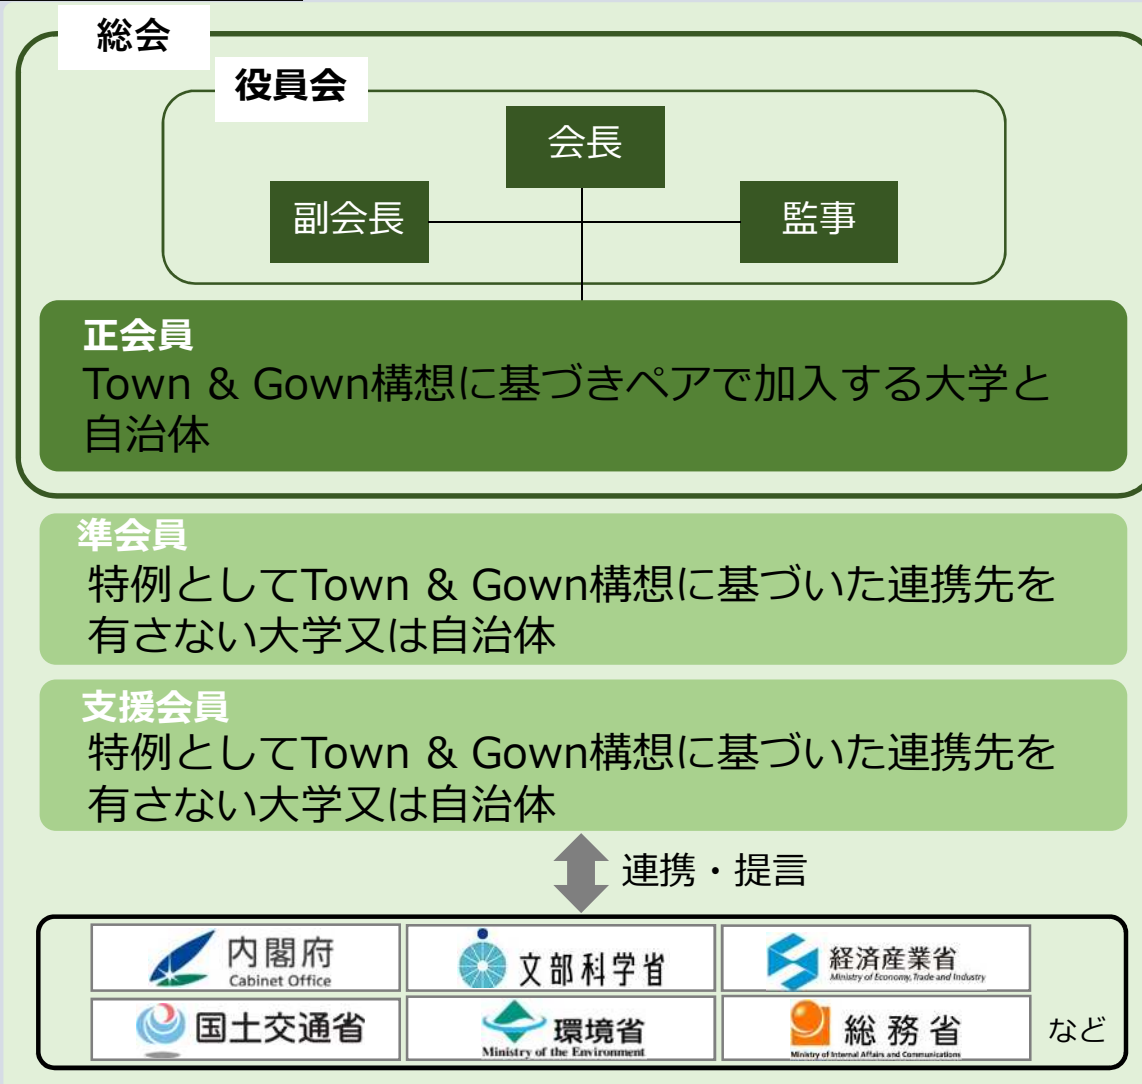 総会
役員会
会長
副会長
監事
正会員
Town & Gown構想に基づきペアで加入する大学と
自治体
準会員
特例としてTown & Gown構想に基づいた連携先を
有さない大学又は自治体
支援会員
特例としてTown & Gown構想に基づいた連携先を
有さない大学又は自治体
連携・提言
内閣府
Cabinet Office
文部科学省
経済産業省
Ministry of Economy, Trade and Industry
国土交通省
環境省
Ministry of the Environment
総務省
Ministry of Internal Affairs and Communications
など